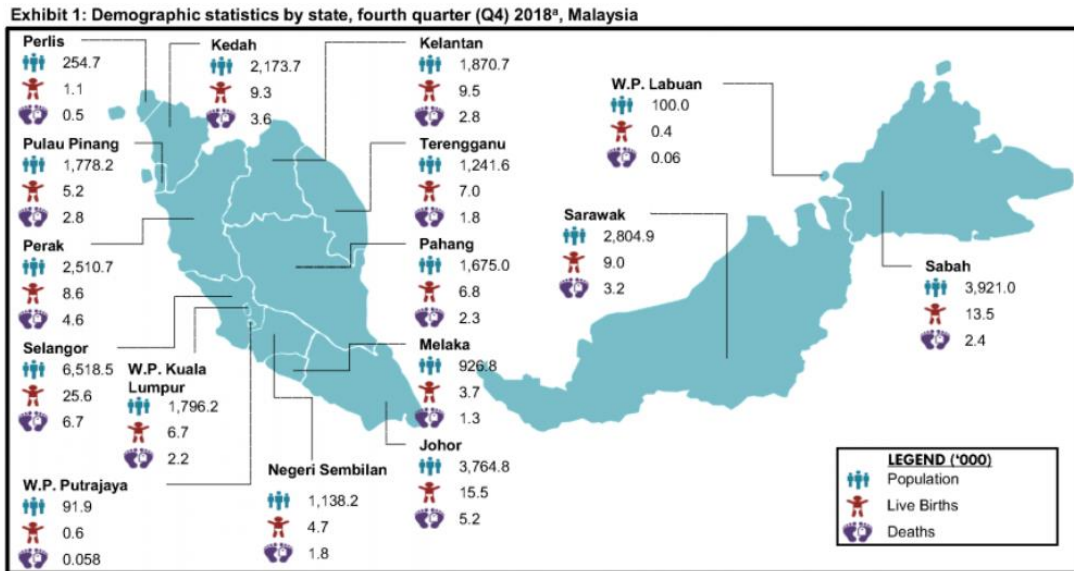 Exhibit 1: Demographic statistics by state, fourth quarter (Q4) 2018ᵃ, Malaysia
Perlis
254.7
1.1
0.5
Kedah
2,173.7
9.3
3.6
Kelantan
1,870.7
9.5
2.8
W.P. Labuan
100.0
0.4
0.06
Pulau Pinang
1,778.2
5.2
2.8
Terengganu
1,241.6
7.0
1.8
Sarawak
2,804.9
9.0
3.2
Perak
2,510.7
8.6
4.6
Pahang
1,675.0
6.8
2.3
Sabah
3,921.0
13.5
2.4
Selangor
6,518.5
25.6
6.7
W.P. Kuala
Lumpur
1,796.2
6.7
2.2
Melaka
926.8
3.7
1.3
Johor
3,764.8
15.5
5.2
W.P. Putrajaya
91.9
0.6
0.058
Negeri Sembilan
1,138.2
4.7
1.8
LEGEND ('000)
Population
Live Births
Deaths